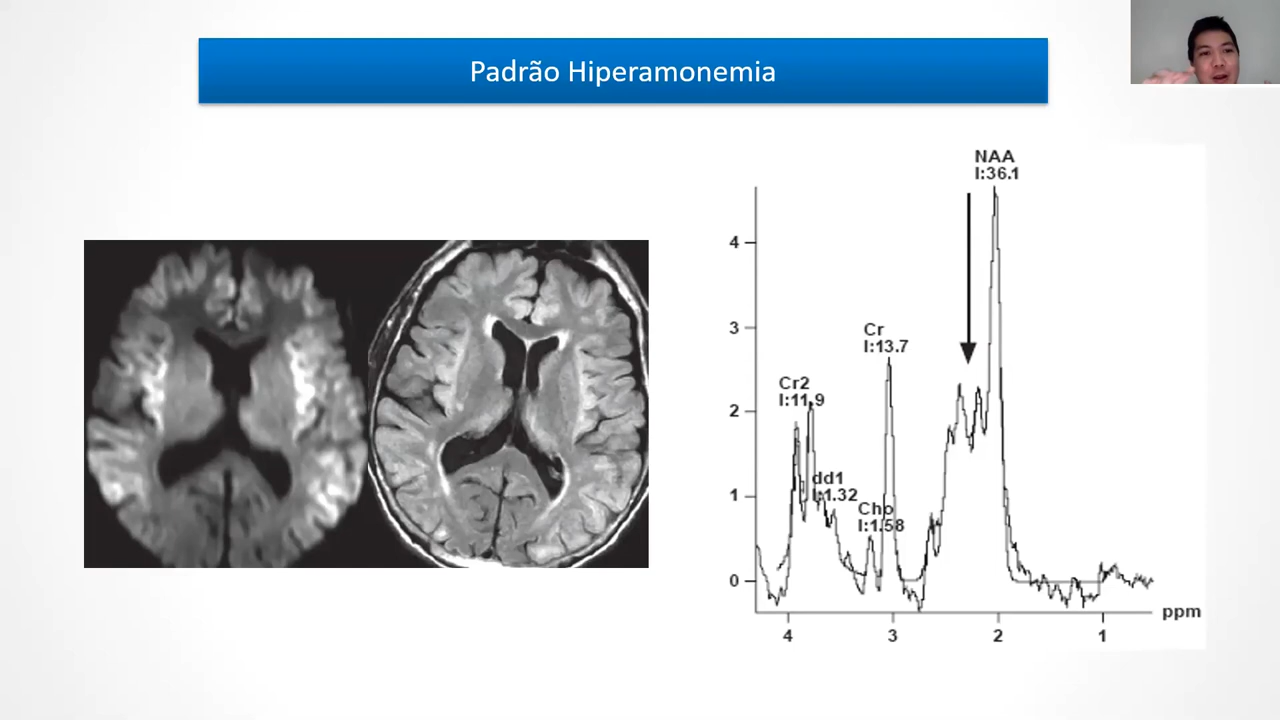 Padrão Hiperamonemia
NAA
I:36.1
4
Cr
I:13.7
3
Cr2
I:11.9
2
dd1
I:1.32
1
Cho
I:1.58
0
ppm
4 3 2 1